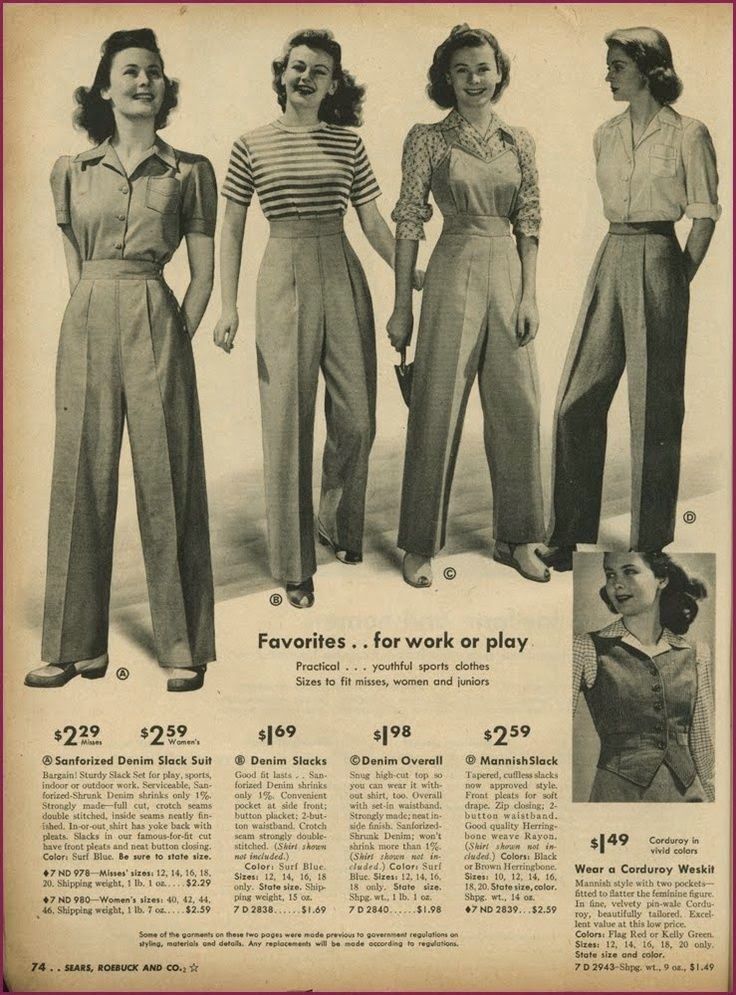 Ⓐ
Ⓑ
Ⓒ
Ⓓ
Favorites . . for work or play
Practical . . . youthful sports clothes
Sizes to fit misses, women and juniors
$2.29 Misses $2.59 Women's
Ⓐ Sanforized Denim Slack Suit
Bargain! Sturdy Slack Set for play, sports,
indoor or outdoor work. Serviceable, San-
forized-Shrunk Denim shrinks only 1%.
Strongly made—full cut, crotch seams
double stitched, inside seams neatly fin-
ished. In-or-out shirt has yoke back with
pleats. Slacks in our famous-for-fit cut
have front pleats and neat button closing.
Color: Surf Blue. Be sure to state size.
♦7 ND 978—Misses' sizes: 12, 14, 16, 18,
20. Shipping weight, 1 lb. 1 oz. .....$2.29
♦7 ND 980—Women's sizes: 40, 42, 44,
46. Shipping weight, 1 lb. 7 oz. .....$2.59
$1.69
Ⓑ Denim Slacks
Good fit lasts . . San-
forized Denim shrinks
only 1%. Convenient
pocket at side front;
button placket; 2-but-
ton waistband. Crotch
seam strongly double-
stitched. (Shirt shown
not included.)
Color: Surf Blue.
Sizes: 12, 14, 16, 18
only. State size. Ship-
ping weight, 15 oz.
7 D 2838......$1.69
$1.98
Ⓒ Denim Overall
Snug high-cut top so
you can wear it with-
out shirt, too. Overall
with set-in waistband.
Strongly made; neat in-
side finish. Sanforized-
Shrunk Denim; won't
shrink more than 1%.
(Shirt shown not in-
cluded.) Color: Surf
Blue. Sizes: 12, 14, 16,
18 only. State size.
Shpg. wt., 1 lb. 1 oz.
7 D 2840.....$1.98
$2.59
Ⓓ Mannish Slack
Tapered, cuffless slacks
now approved style.
Front pleats for soft
drape. Zip closing; 2-
button waistband.
Good quality Herring-
bone weave Rayon.
(Shirt shown not in-
cluded.) Colors: Black
or Brown Herringbone.
Sizes: 10, 12, 14, 16,
18, 20. State size, color.
Shpg. wt., 14 oz.
♦7 ND 2839...$2.59
$1.49 Corduroy in
vivid colors
Wear a Corduroy Weskit
Mannish style with two pockets—
fitted to flatter the feminine figure.
In fine, velvety pin-wale Cordu-
roy, beautifully tailored. Excel-
lent value at this low price.
Colors: Flag Red or Kelly Green.
Sizes: 12, 14, 16, 18, 20 only.
State size and color.
7 D 2943–Shpg. wt., 9 oz., $1.49
Some of the garments on these two pages were made previous to government regulations on
styling, materials and details. Any replacements will be made according to regulations.
74 . . SEARS, ROEBUCK AND CO.₂ ☆